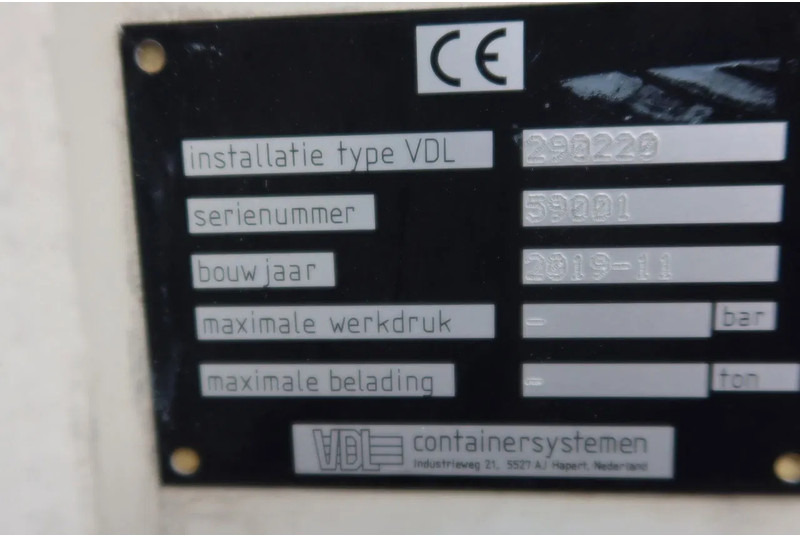 CE
installatie type VDL 290220
serienummer 59001
bouwjaar 2019-11
maximale werkdruk - bar
maximale belading - ton
VDL containersystemen
Industrieweg 21, 5527 AJ Hapert, Nederland